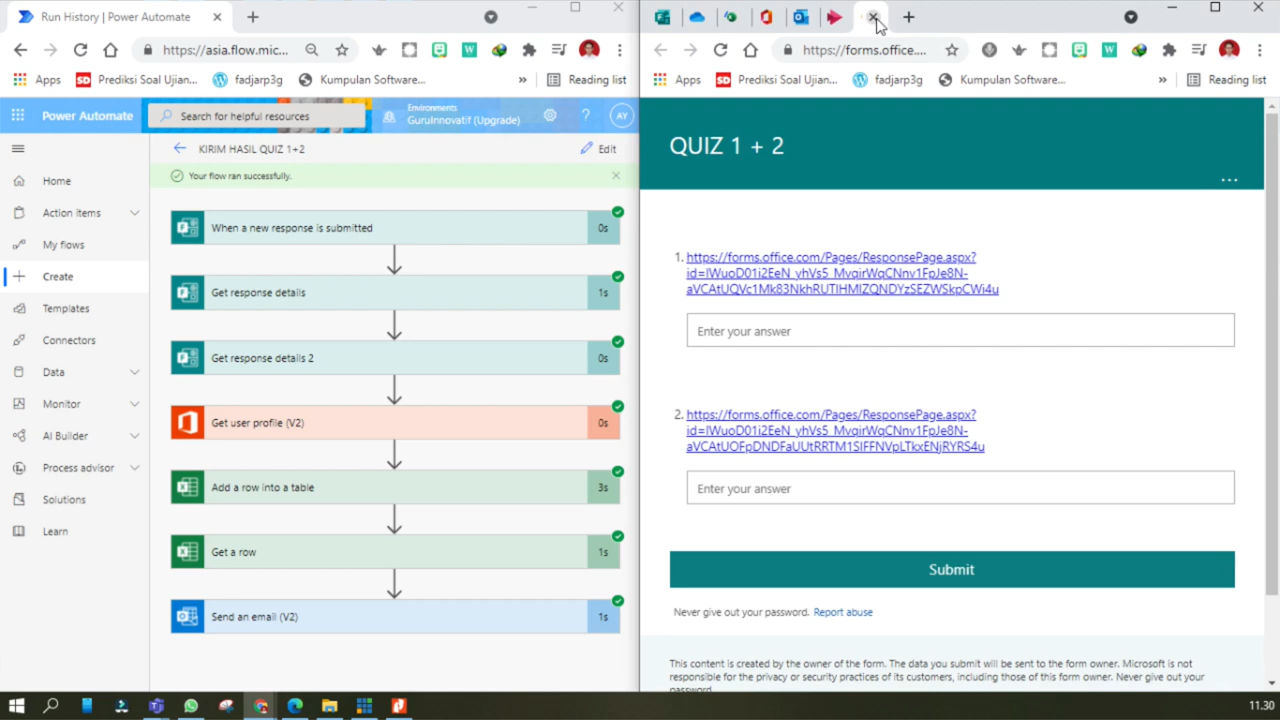 Run History | Power Automate
https://asia.flow.mic...
Apps
Prediksi Soal Ujian...
fadjarp3g
Kumpulan Software...
»
Reading list
Power Automate
Search for helpful resources
Environments
GuruInnovatif (Upgrade)
?
AY
KIRIM HASIL QUIZ 1+2
Edit
Your flow ran successfully.
Home
Action items
My flows
Create
Templates
Connectors
Data
Monitor
AI Builder
Process advisor
Solutions
Learn
When a new response is submitted
0s
Get response details
1s
Get response details 2
0s
Get user profile (V2)
0s
Add a row into a table
3s
Get a row
1s
Send an email (V2)
1s
https://forms.office....
Apps
Prediksi Soal Ujian...
fadjarp3g
Kumpulan Software...
»
Reading list
QUIZ 1 + 2
...
1. https://forms.office.com/Pages/ResponsePage.aspx?
id=IWuoD01i2EeN_yhVs5_MvqirWqCNnv1FpJe8N-
aVCAtUQVc1Mk83NkhRUTlHMlZQNDYzSEZWSkpCWi4u
Enter your answer
2. https://forms.office.com/Pages/ResponsePage.aspx?
id=IWuoD01i2EeN_yhVs5_MvqirWqCNnv1FpJe8N-
aVCAtUOFpDNDFaUUtRRTM1SlFFNVpLTkxENjRYRS4u
Enter your answer
Submit
Never give out your password. Report abuse
This content is created by the owner of the form. The data you submit will be sent to the form owner. Microsoft is not
responsible for the privacy or security practices of its customers, including those of this form owner. Never give out your
password.
11.30